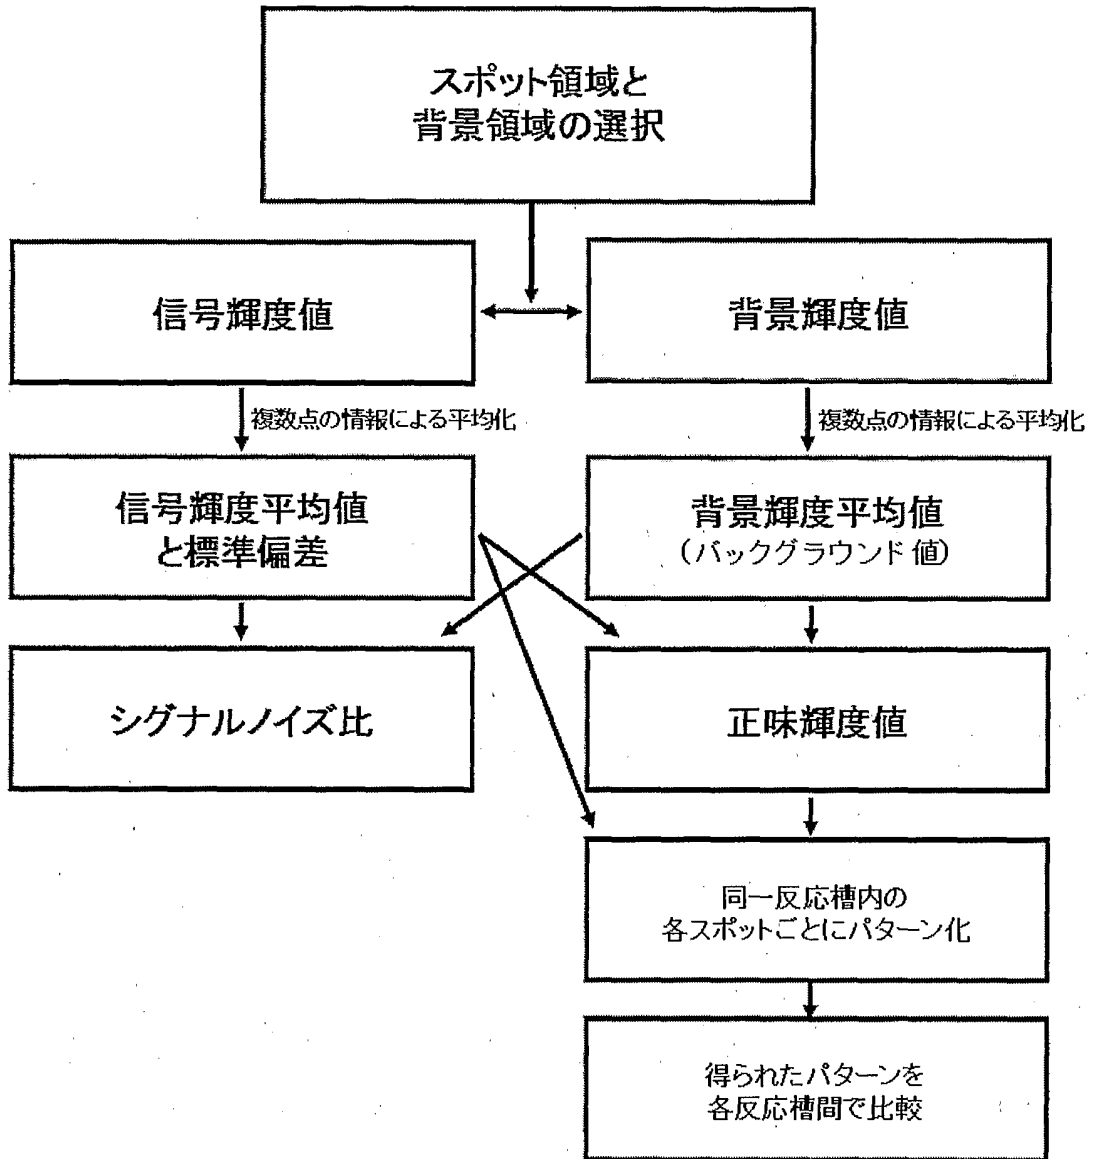 スポット領域と
背景領域の選択
信号輝度値
背景輝度値
複数点の情報による平均化
複数点の情報による平均化
信号輝度平均値
と標準偏差
背景輝度平均値
(バックグラウンド値)
シグナルノイズ比
正味輝度値
同一反応槽内の
各スポットごとにパターン化
得られたパターンを
各反応槽間で比較